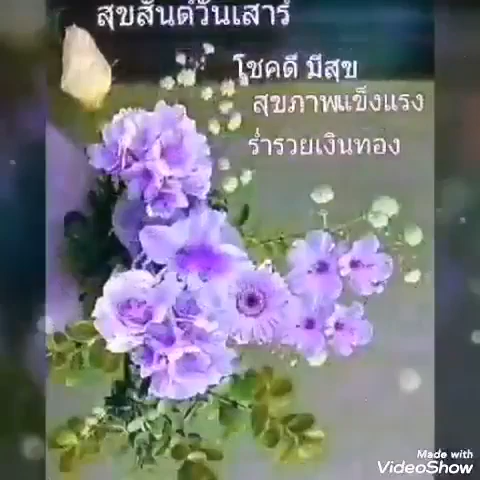 สุขสันต์วันเสาร์
โชคดี มีสุข
สุขภาพแข็งแรง
ร่ำรวยเงินทอง
Made with
VideoShow